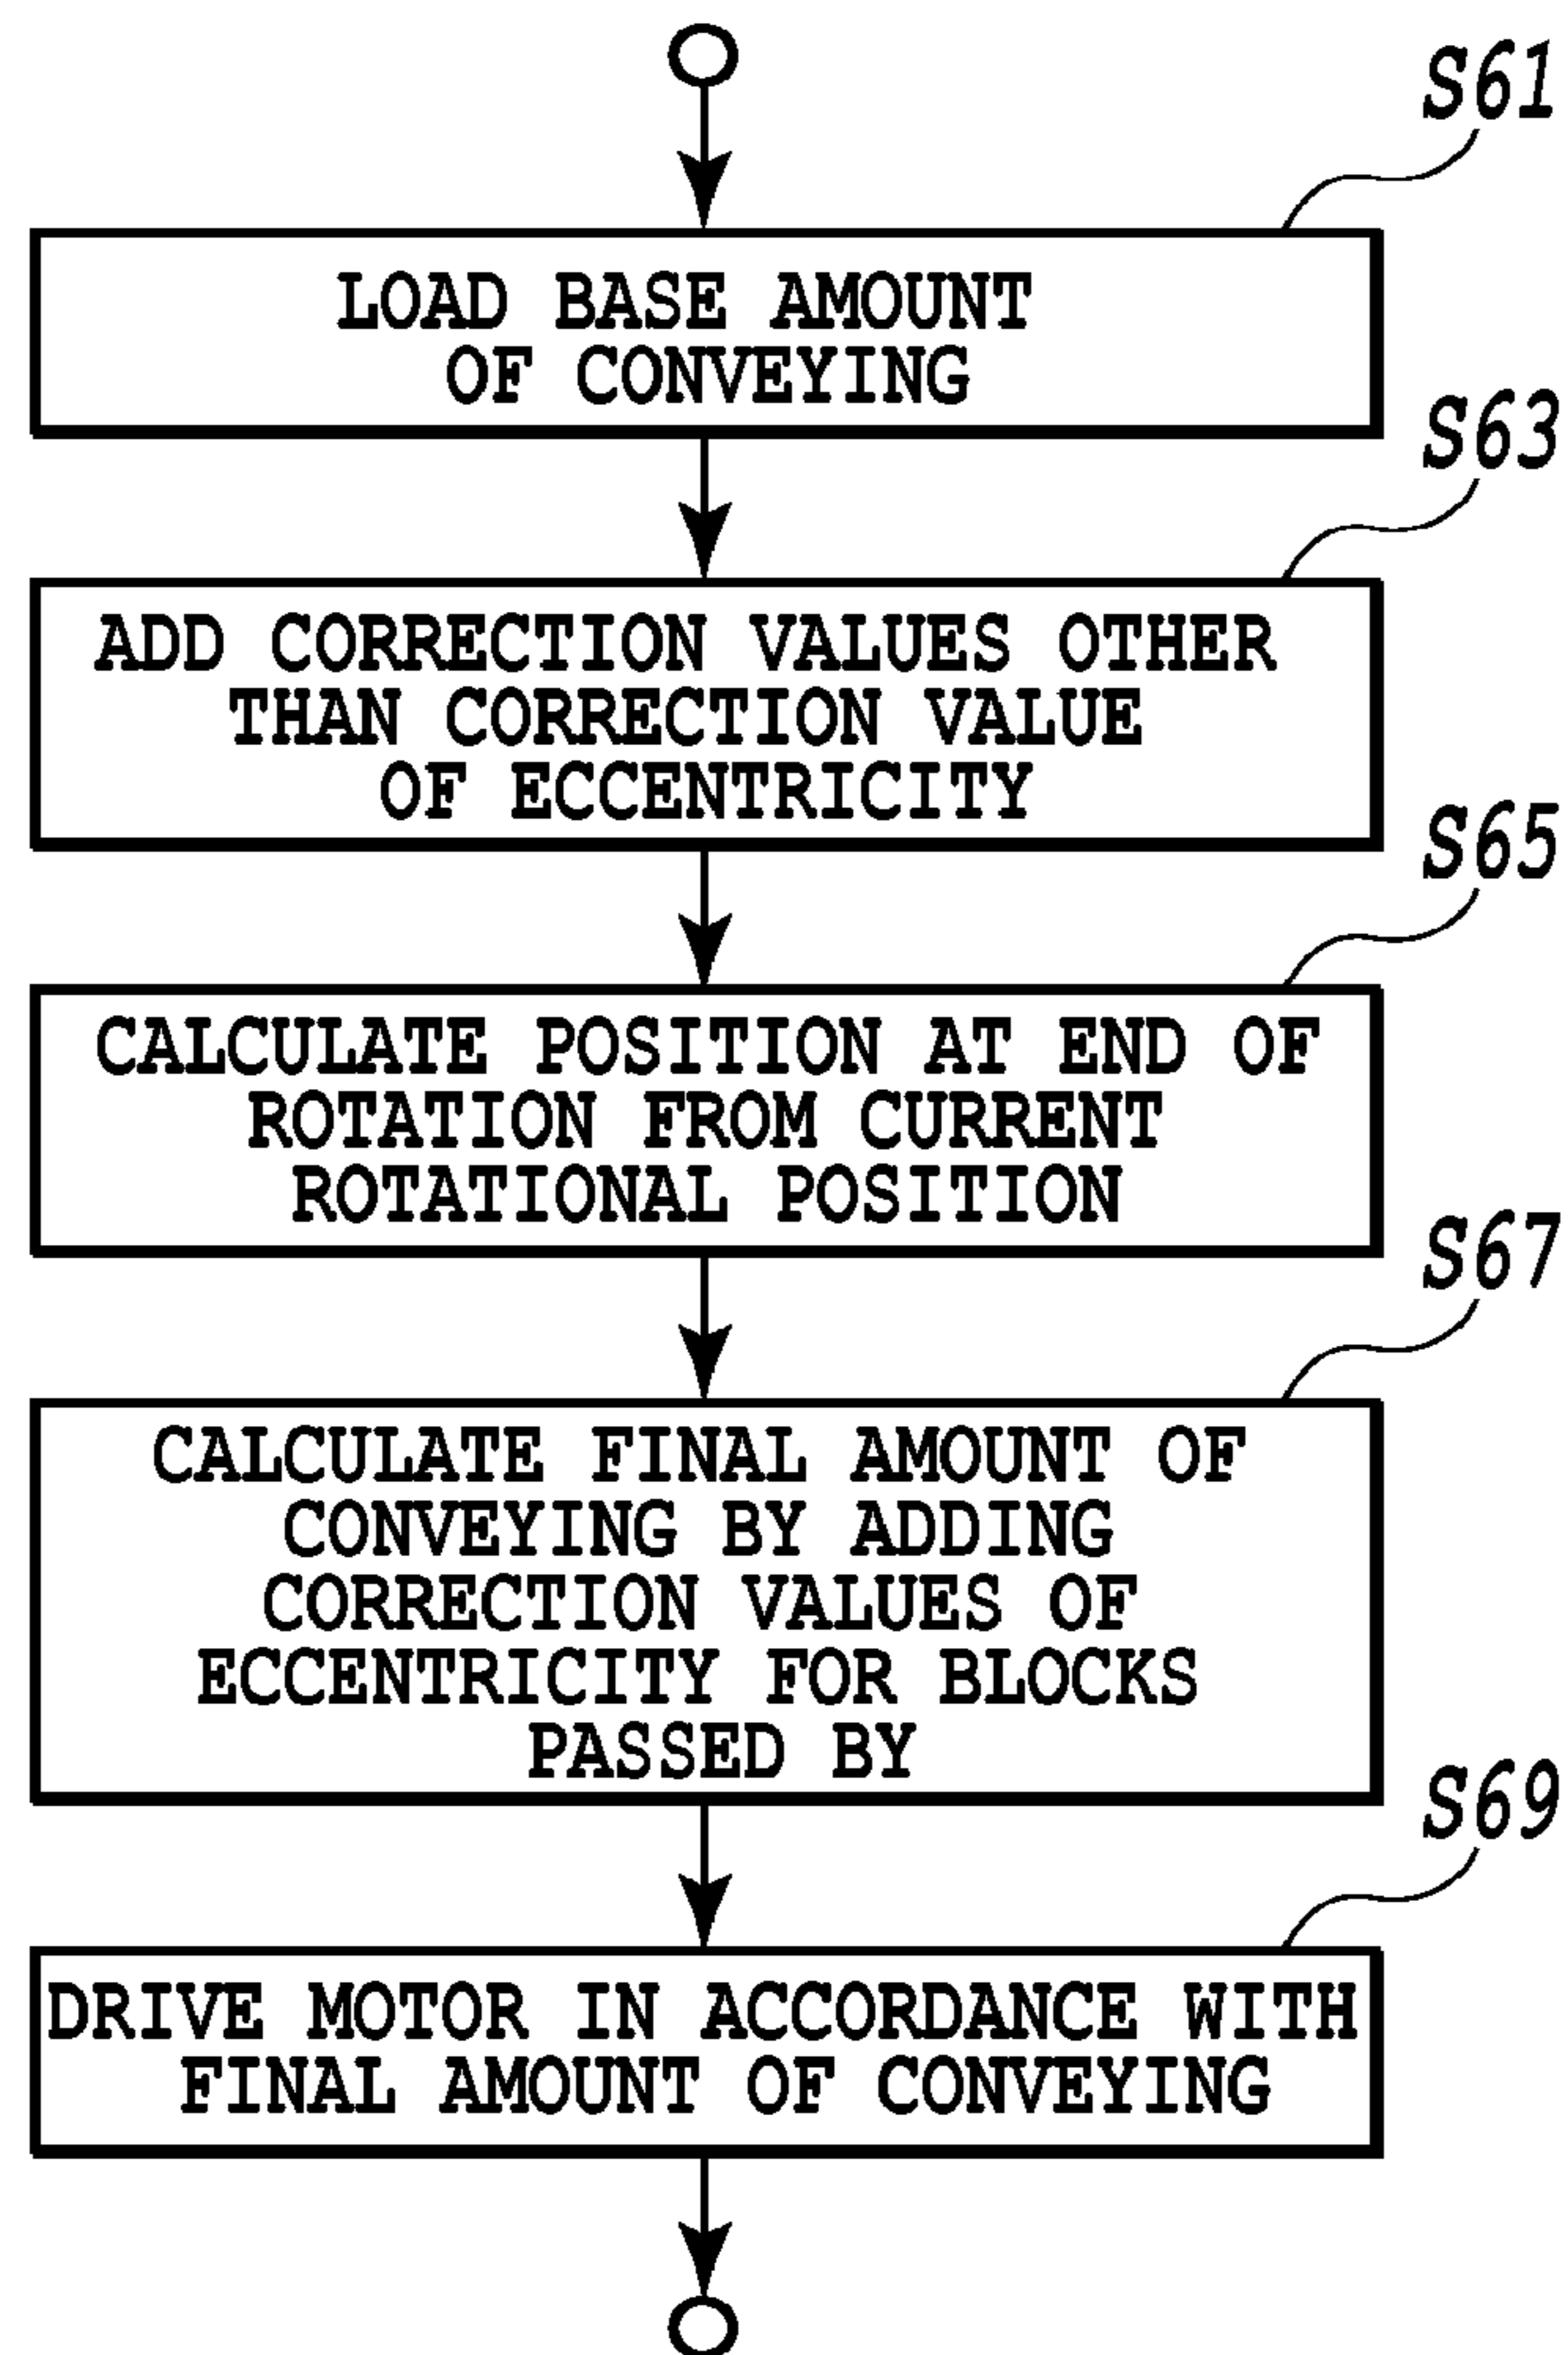 S61
LOAD BASE AMOUNT
OF CONVEYING
S63
ADD CORRECTION VALUES OTHER
THAN CORRECTION VALUE
OF ECCENTRICITY
S65
CALCULATE POSITION AT END OF
ROTATION FROM CURRENT
ROTATIONAL POSITION
S67
CALCULATE FINAL AMOUNT OF
CONVEYING BY ADDING
CORRECTION VALUES OF
ECCENTRICITY FOR BLOCKS
PASSED BY
S69
DRIVE MOTOR IN ACCORDANCE WITH
FINAL AMOUNT OF CONVEYING